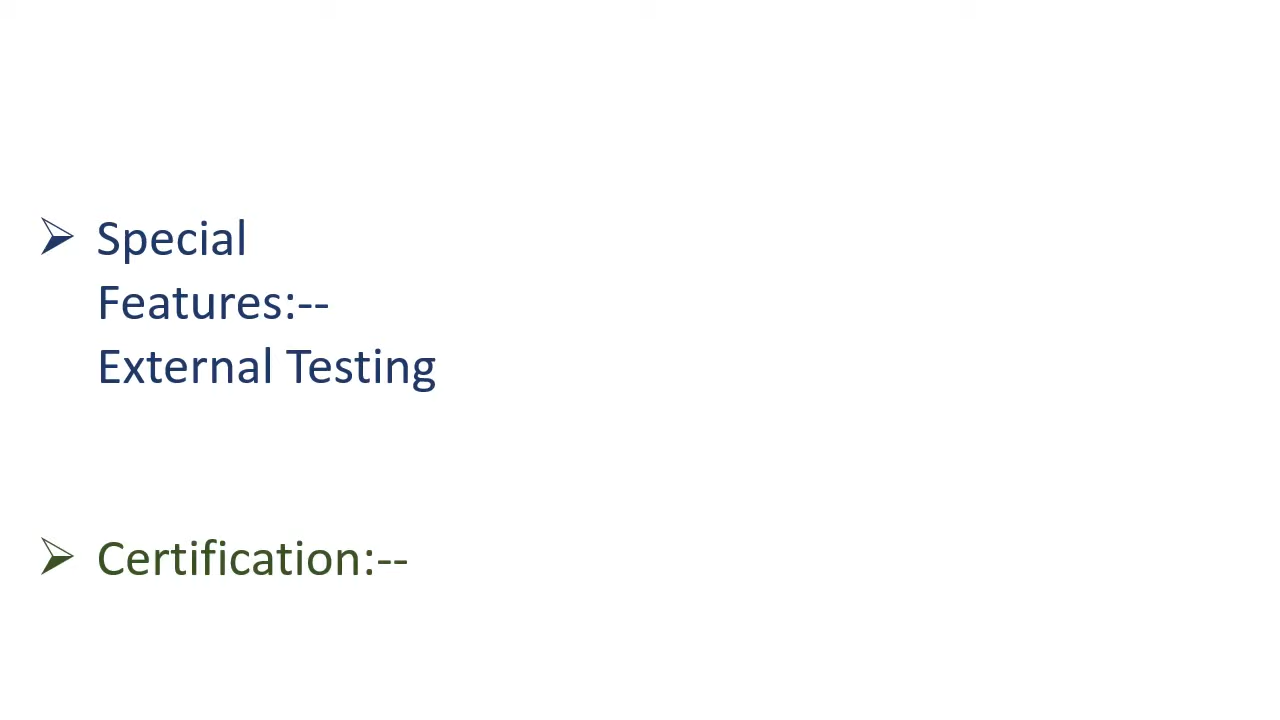 ➢ Special
Features:--
External Testing
➢ Certification:--